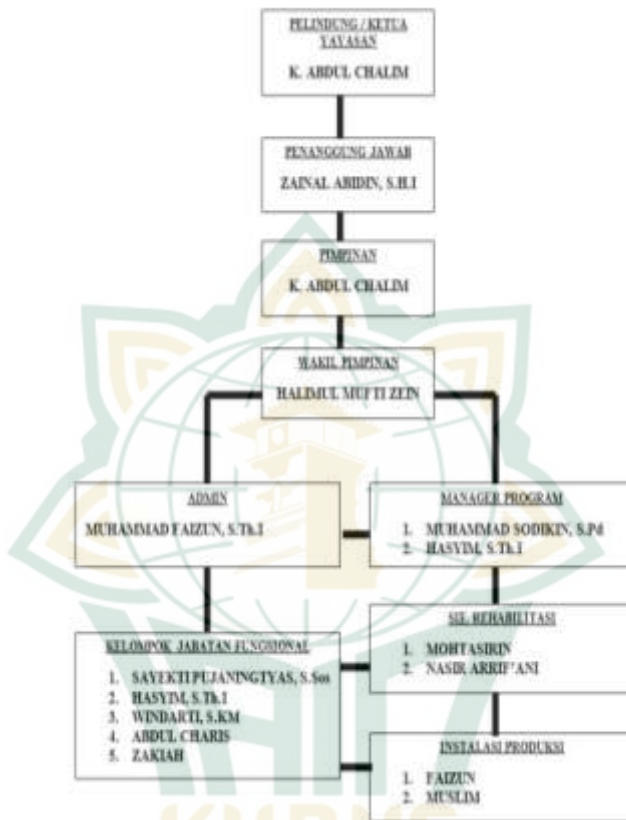 PELINDUNG / KETUA
YAYASAN
K. ABDUL CHALIM
PENANGGUNG JAWAB
ZAINAL ABIDIN, S.H.I
PIMPINAN
K. ABDUL CHALIM
WAKIL PIMPINAN
HALIMUL MUFTI ZEIN
ADMIN
MUHAMMAD FAIZUN, S.Th.I
MANAGER PROGRAM
1. MUHAMMAD SODIKIN, S.Pd
2. HASYIM, S.Th.I
SIE. REHABILITASI
1. MOHTASIRIN
2. NASIR ARRIF'ANI
KELOMPOK JABATAN FUNGSIONAL
1. SAYEKTI PUJANINGTYAS, S.Sos
2. HASYIM, S.Th.I
3. WINDARTI, S.KM
4. ABDUL CHARIS
5. ZAKIAH
INSTALASI PRODUKSI
1. FAIZUN
2. MUSLIM